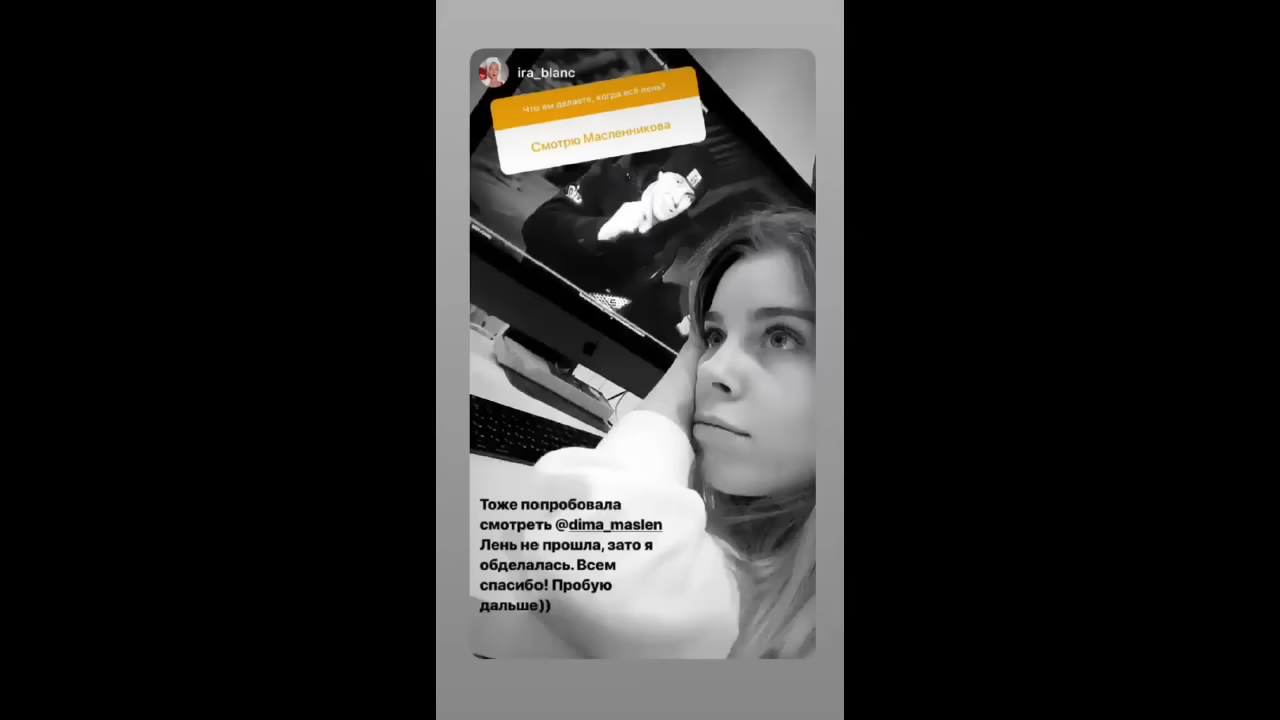 ira_blanc
Что вы делаете, когда всё лень?
Смотрю Масленникова
Тоже попробовала
смотреть @dima_maslen
Лень не прошла, зато я
обделалась. Всем
спасибо! Пробую
дальше))